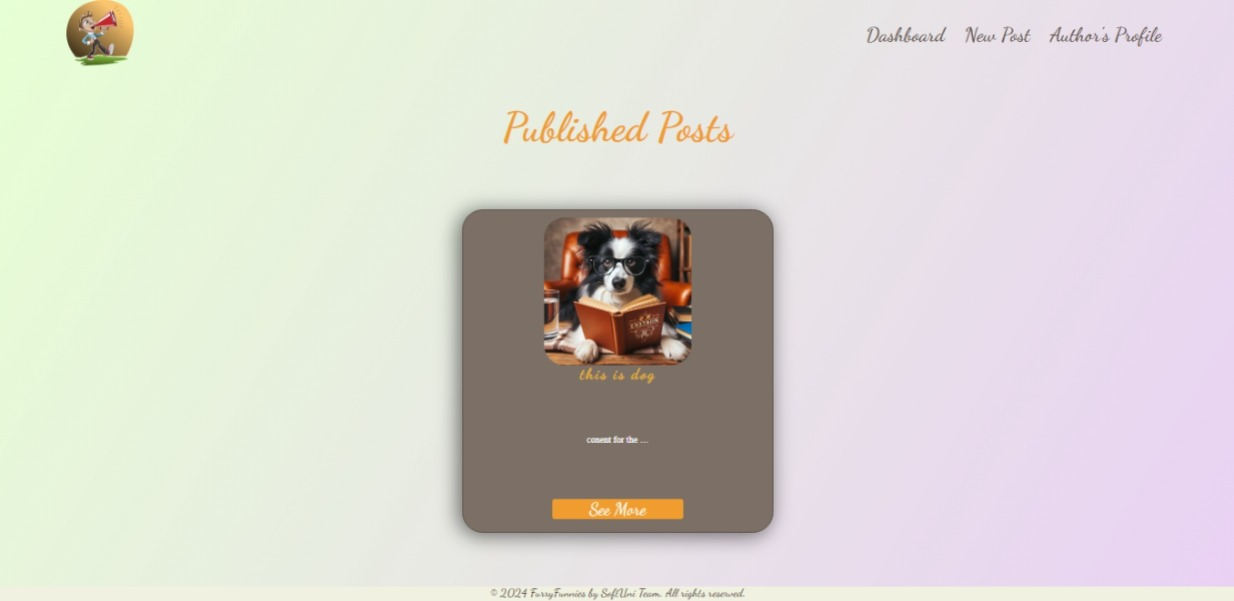 Dashboard New Post Author's Profile
Published Posts
this is dog
conent for the ....
See More
© 2024 FurryFunnies by SoftUni Team. All rights reserved.